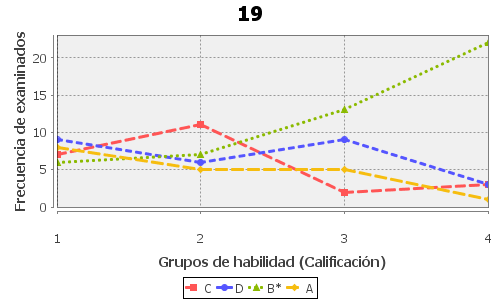 19
Frecuencia de examinados
20
15
10
5
0
1 2 3 4
Grupos de habilidad (Calificación)
C D B* A